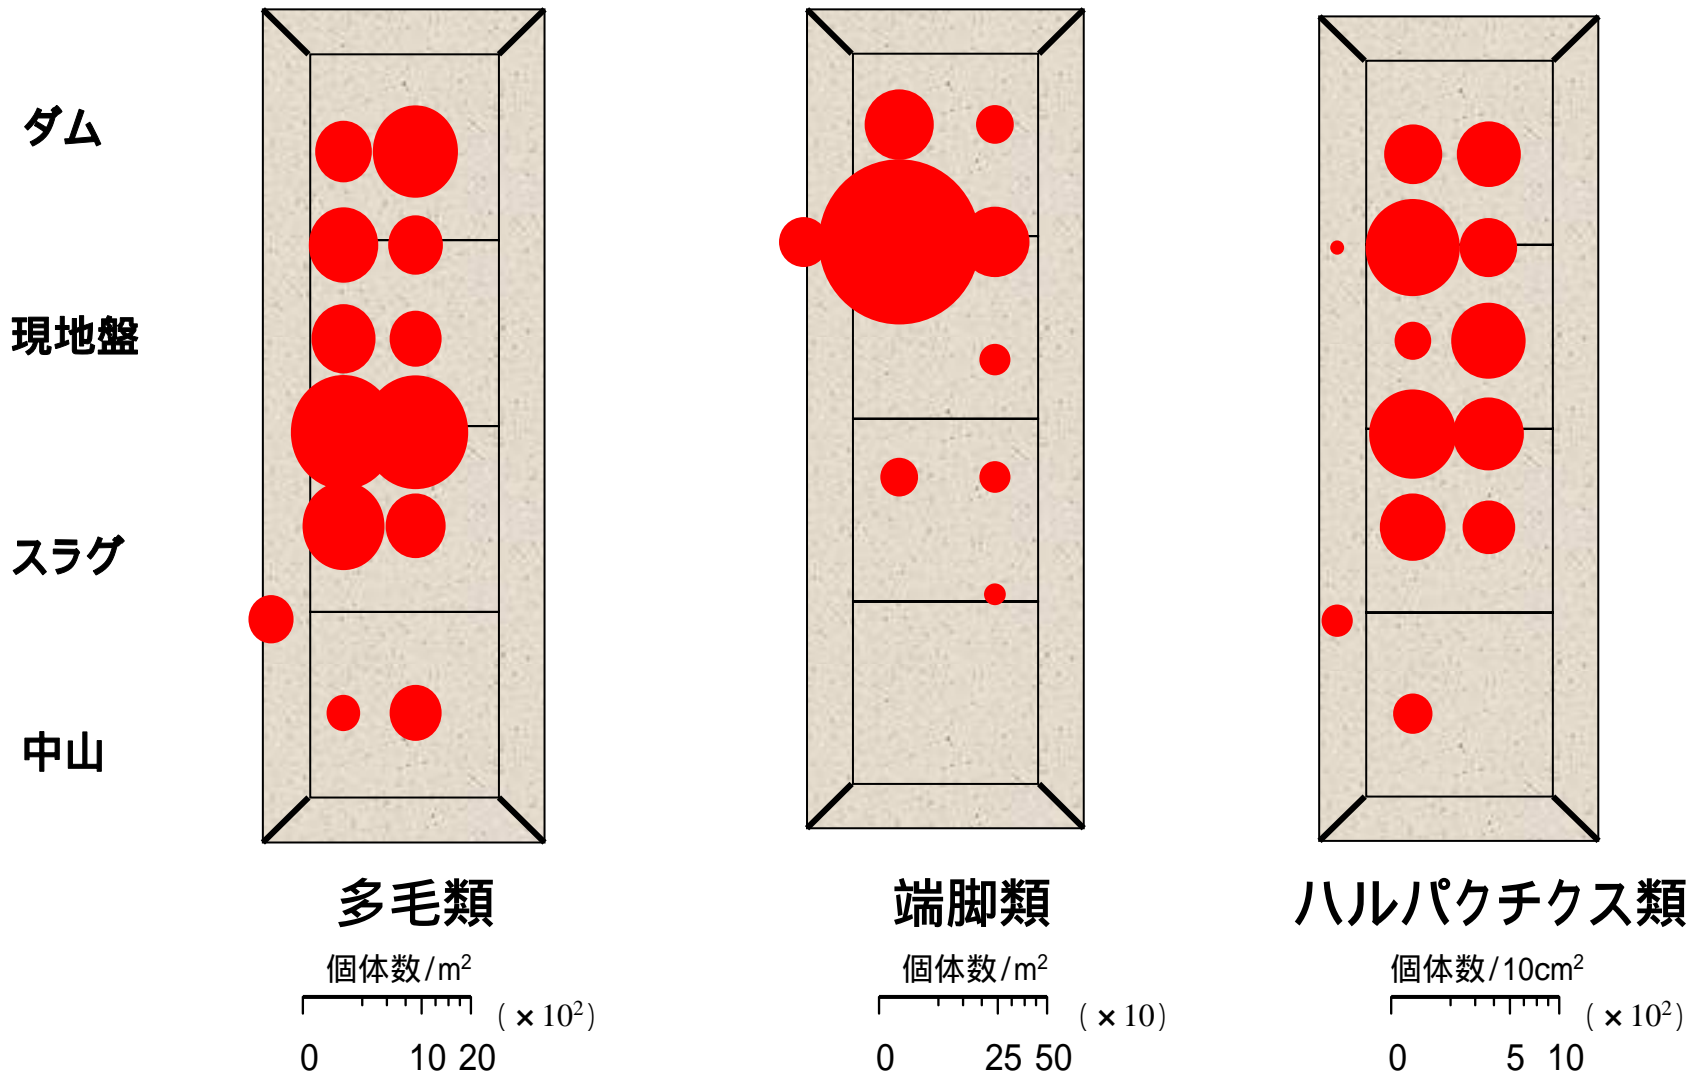 ダム
現地盤
スラグ
中山
多毛類
端脚類
ハルパクチクス類
個体数/m²
個体数/m²
個体数/10cm²
(×10²)
(×10)
(×10²)
0 10 20
0 25 50
0 5 10